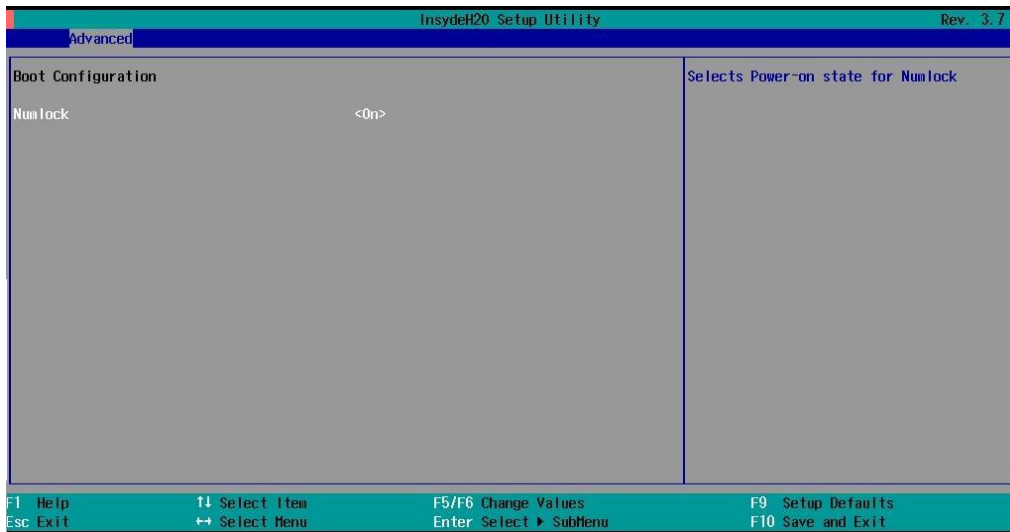 InsydeH20 Setup Utility Rev. 3.7
Advanced
Boot Configuration
Selects Power-on state for Numlock
Numlock <On>
F1 Help ↑↓ Select Item F5/F6 Change Values F9 Setup Defaults
Esc Exit ↔ Select Menu Enter Select ▶ SubMenu F10 Save and Exit